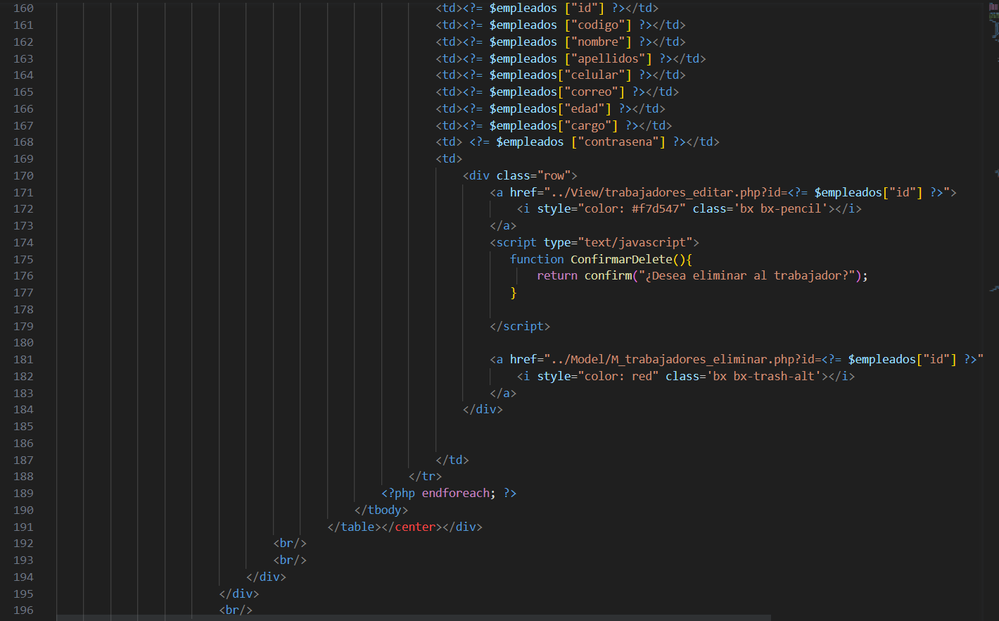 160 <td><?= $empleados ["id"] ?></td>
161 <td><?= $empleados ["codigo"] ?></td>
162 <td><?= $empleados ["nombre"] ?></td>
163 <td><?= $empleados ["apellidos"] ?></td>
164 <td><?= $empleados["celular"] ?></td>
165 <td><?= $empleados["correo"] ?></td>
166 <td><?= $empleados["edad"] ?></td>
167 <td><?= $empleados["cargo"] ?></td>
168 <td> <?= $empleados ["contrasena"] ?></td>
169 <td>
170 <div class="row">
171 <a href="../View/trabajadores_editar.php?id=<?= $empleados["id"] ?>">
172 <i style="color: #f7d547" class='bx bx-pencil'></i>
173 </a>
174 <script type="text/javascript">
175 function ConfirmarDelete(){
176 return confirm("¿Desea eliminar al trabajador?");
177 }
178
179 </script>
180
181 <a href="../Model/M_trabajadores_eliminar.php?id=<?= $empleados["id"] ?>"
182 <i style="color: red" class='bx bx-trash-alt'></i>
183 </a>
184 </div>
185
186
187 </td>
188 </tr>
189 <?php endforeach; ?>
190 </tbody>
191 </table></center></div>
192 <br/>
193 <br/>
194 </div>
195 </div>
196 <br/>